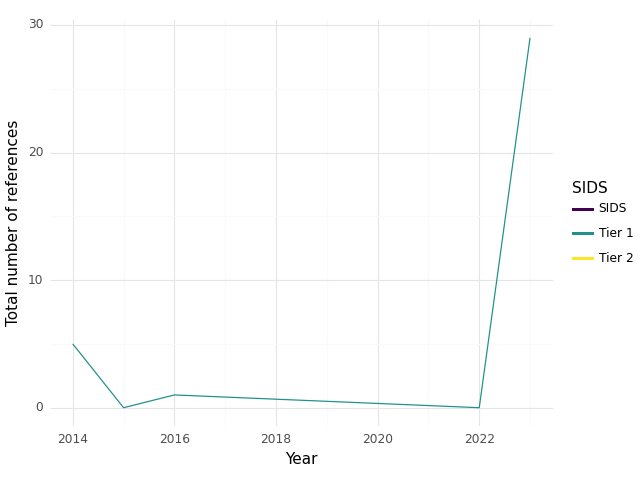 30
20
10
0
Total number of references
2014
2016
2018
2020
2022
Year
SIDS
SIDS
Tier 1
Tier 2